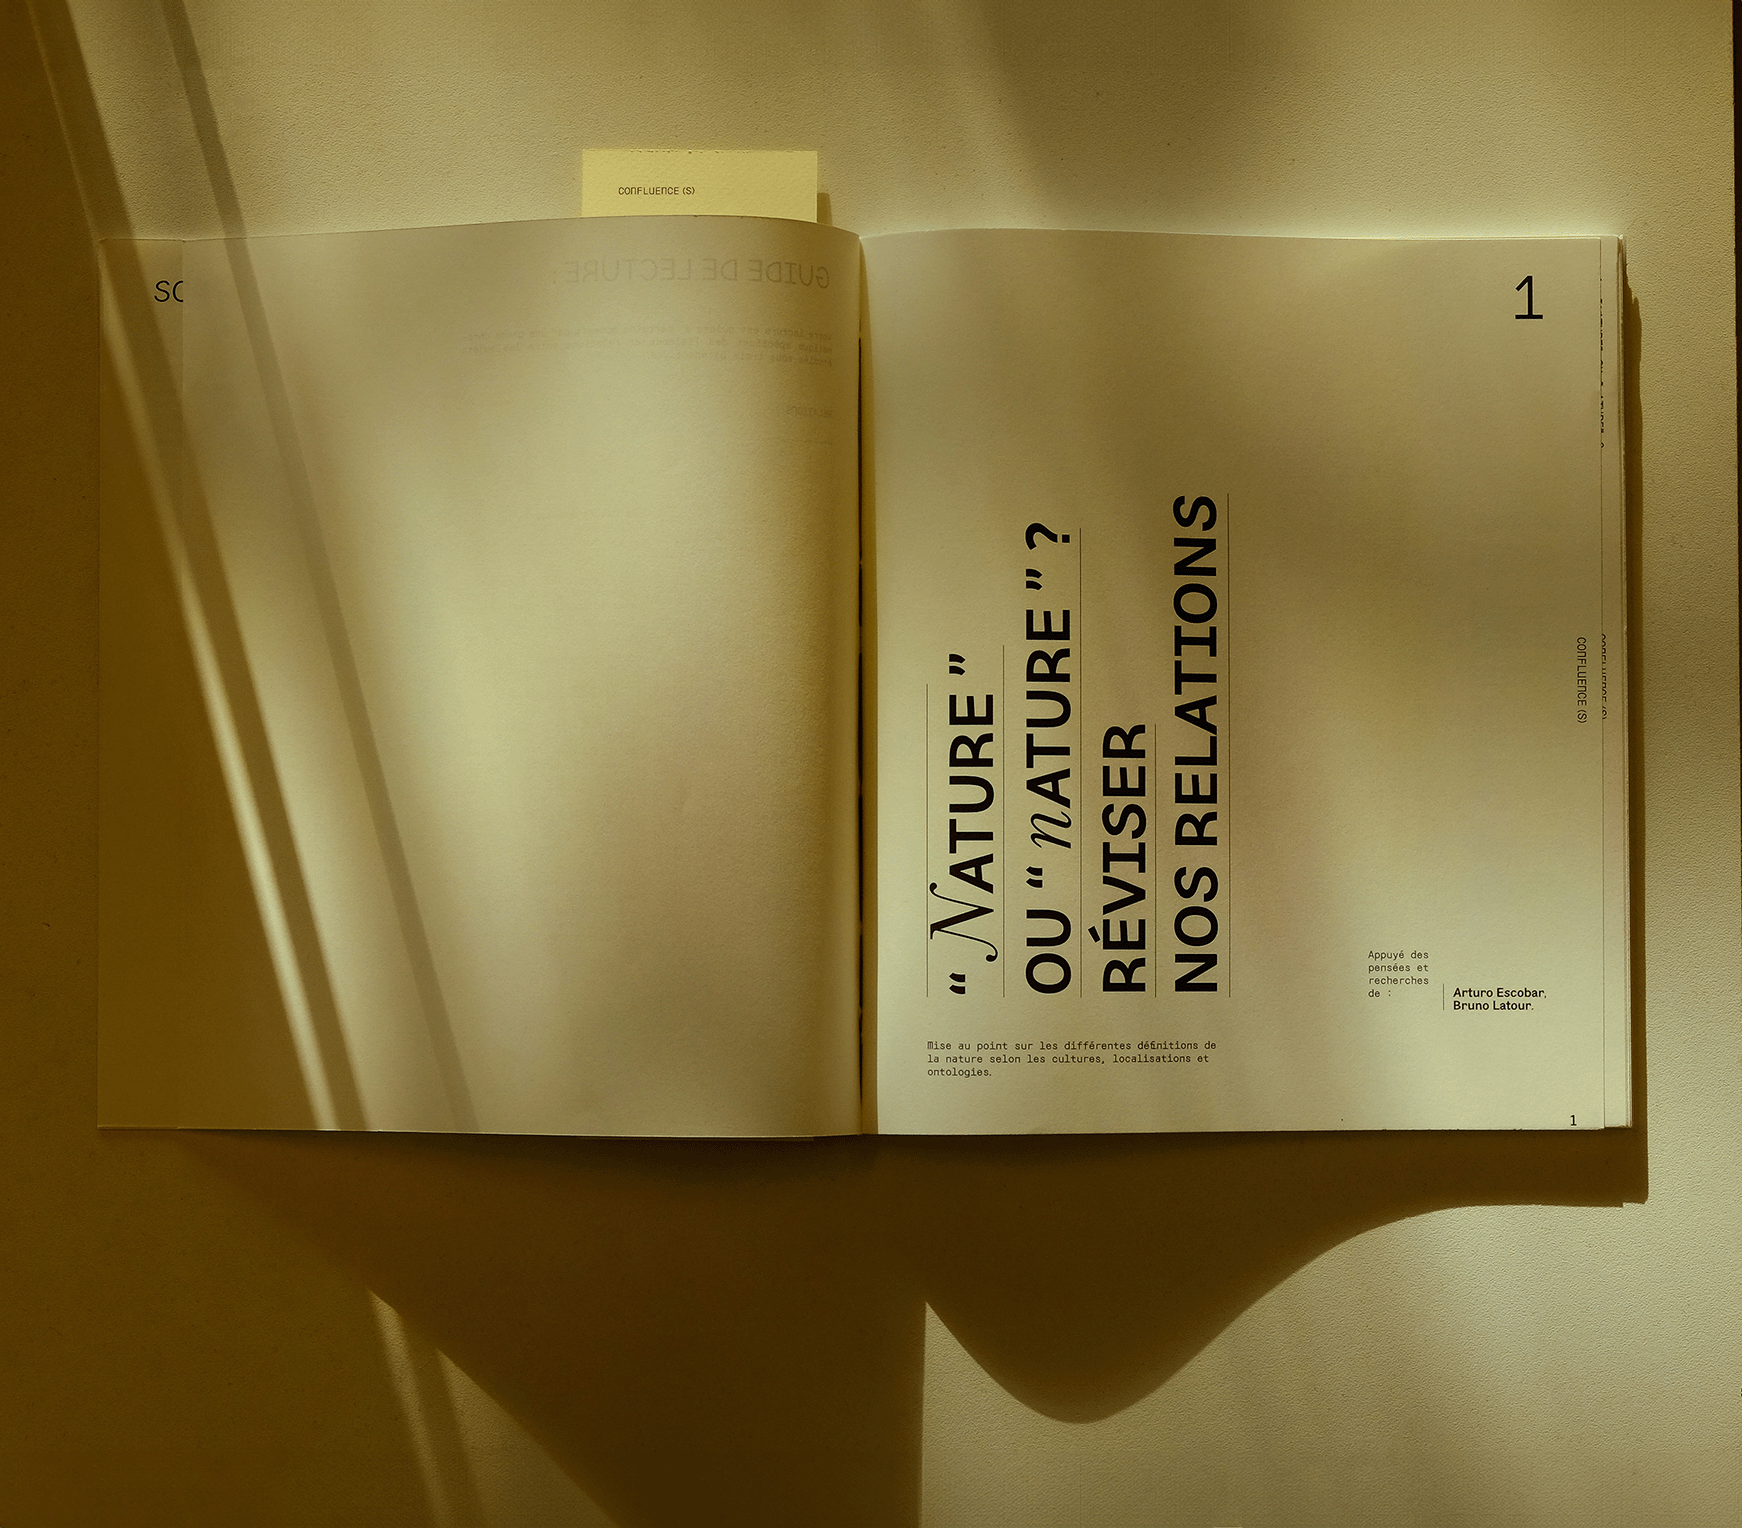 CONFLUENCE (S)
SO
GUIDE DE LECTURE :
1
“ NATURE ”
OU “ nATURE ” ?
RÉVISER
NOS RELATIONS
CONFLUENCE (S)
Appuyé des
pensées et
recherches
de :
Arturo Escobar,
Bruno Latour.
Mise au point sur les différentes définitions de
la nature selon les cultures, localisations et
ontologies.
1